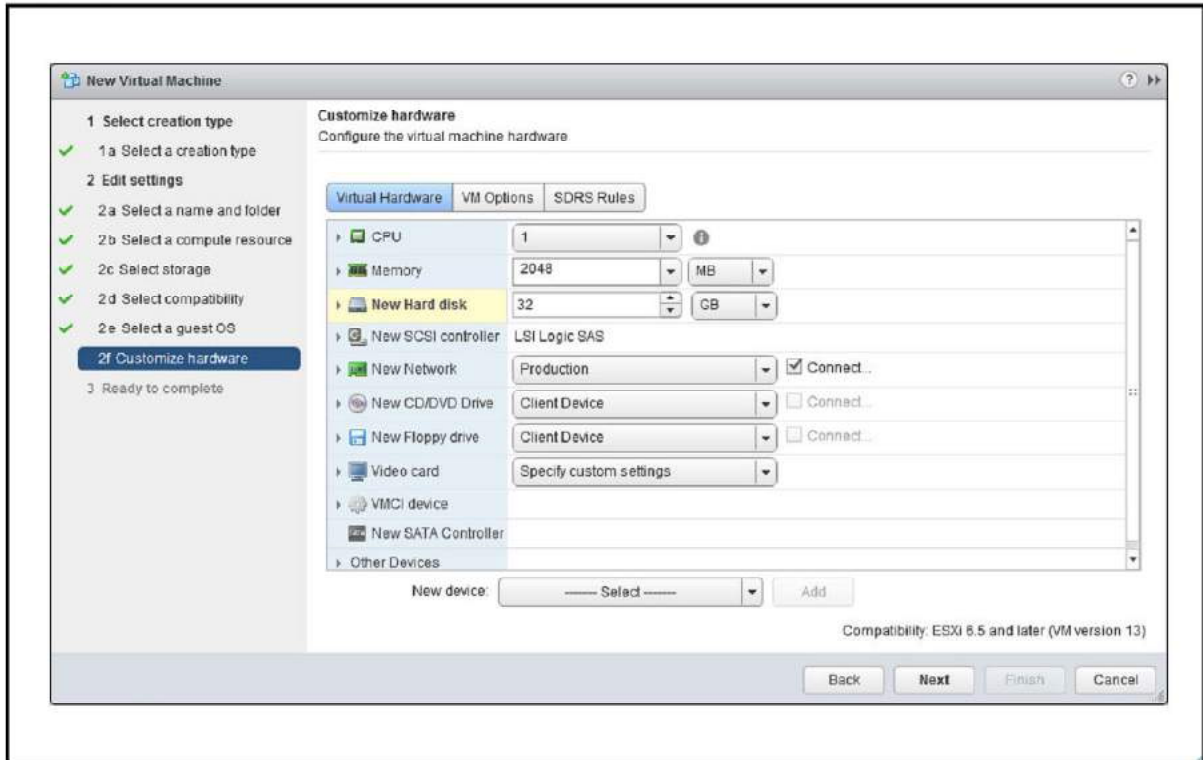 New Virtual Machine
1 Select creation type
1a Select a creation type
2 Edit settings
2a Select a name and folder
2b Select a compute resource
2c Select storage
2d Select compatibility
2e Select a guest OS
2f Customize hardware
3 Ready to complete
Customize hardware
Configure the virtual machine hardware
Virtual Hardware VM Options SDRS Rules
CPU 1
Memory 2048 MB
New Hard disk 32 GB
New SCSI controller LSI Logic SAS
New Network Production Connect...
New CD/DVD Drive Client Device Connect...
New Floppy drive Client Device Connect...
Video card Specify custom settings
VMCI device
New SATA Controller
Other Devices
New device: ------- Select ------- Add
Compatibility: ESXi 6.5 and later (VM version 13)
Back Next Finish Cancel